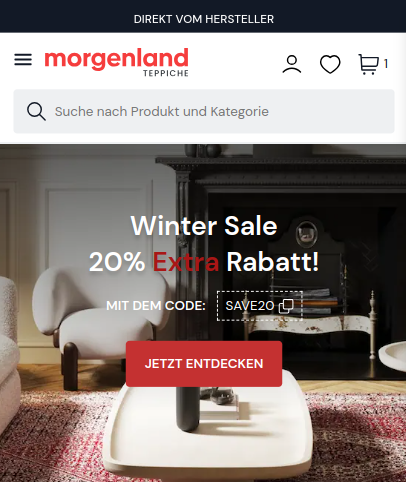 DIREKT VOM HERSTELLER
morgenland
TEPPICHE
1
Suche nach Produkt und Kategorie
Winter Sale
20% Extra Rabatt!
MIT DEM CODE: SAVE20
JETZT ENTDECKEN